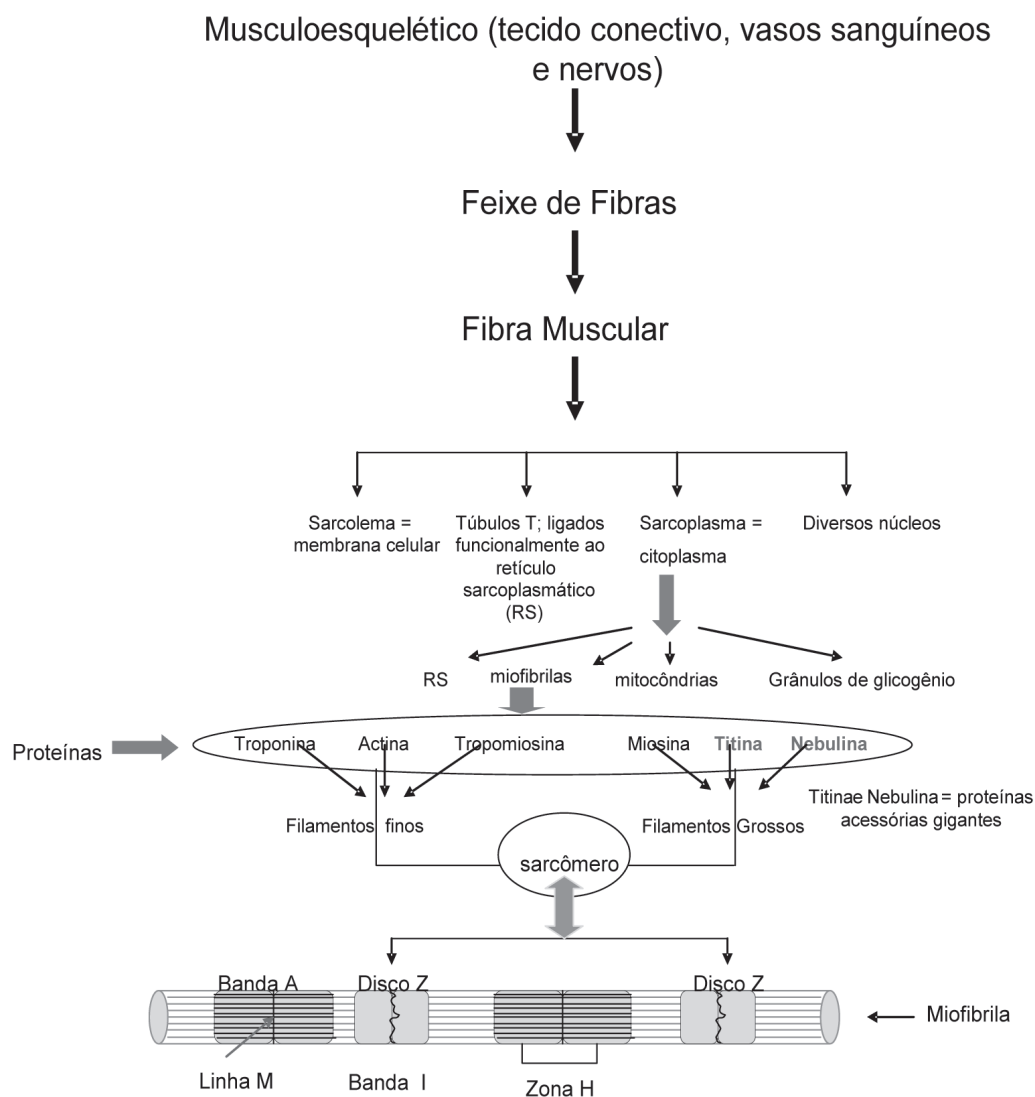 Musculoesquelético (tecido conectivo, vasos sanguíneos
e nervos)
Feixe de Fibras
Fibra Muscular
Sarcolema =
membrana celular
Túbulos T; ligados
funcionalmente ao
retículo
sarcoplasmático
(RS)
Sarcoplasma =
citoplasma
Diversos núcleos
RS
miofibrilas
mitocôndrias
Grânulos de glicogênio
Proteínas
Troponina
Actina
Tropomiosina
Miosina
Titina
Nebulina
Filamentos finos
Filamentos Grossos
Titinae Nebulina = proteínas
acessórias gigantes
sarcômero
Banda A
Disco Z
Disco Z
Miofibrila
Linha M
Banda I
Zona H